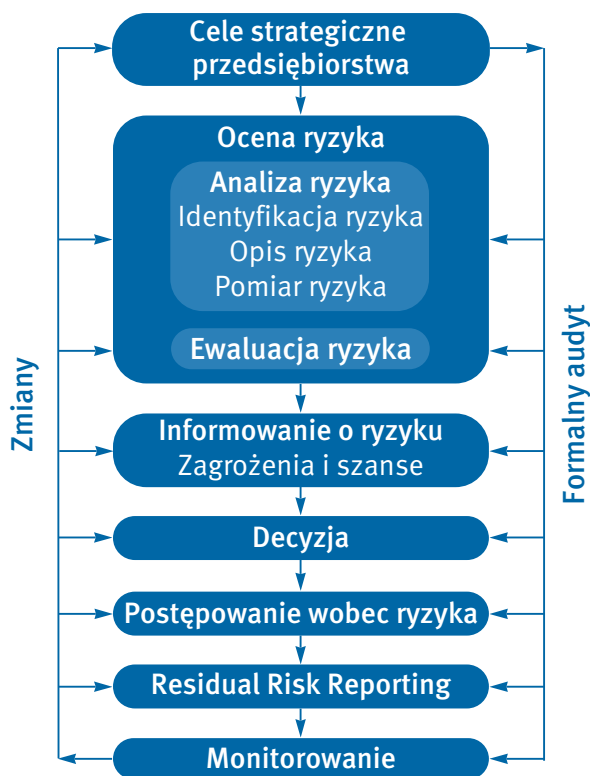 Cele strategiczne
przedsiębiorstwa
Ocena ryzyka
Analiza ryzyka
Identyfikacja ryzyka
Opis ryzyka
Pomiar ryzyka
Ewaluacja ryzyka
Informowanie o ryzyku
Zagrożenia i szanse
Decyzja
Postępowanie wobec ryzyka
Residual Risk Reporting
Monitorowanie
Zmiany
Formalny audyt